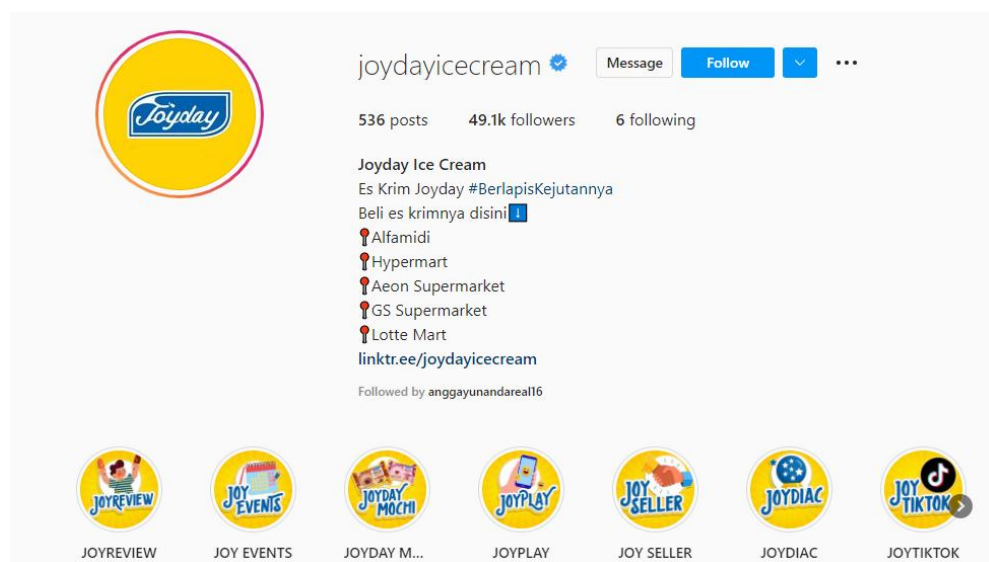 Joyday
joydayicecream
Message
Follow
536 posts 49.1k followers 6 following
Joyday Ice Cream
Es Krim Joyday #BerlapisKejutannya
Beli es krimnya disini
Alfamidi
Hypermart
Aeon Supermarket
GS Supermarket
Lotte Mart
linktr.ee/joydayicecream
Followed by anggayunandareal16
JOYREVIEW
JOY EVENTS
JOYDAY MOCHI
JOYPLAY
JOY SELLER
JOYDIAC
JOY TIKTOK
JOYREVIEW JOY EVENTS JOYDAY M... JOYPLAY JOY SELLER JOYDIAC JOYTIKTOK